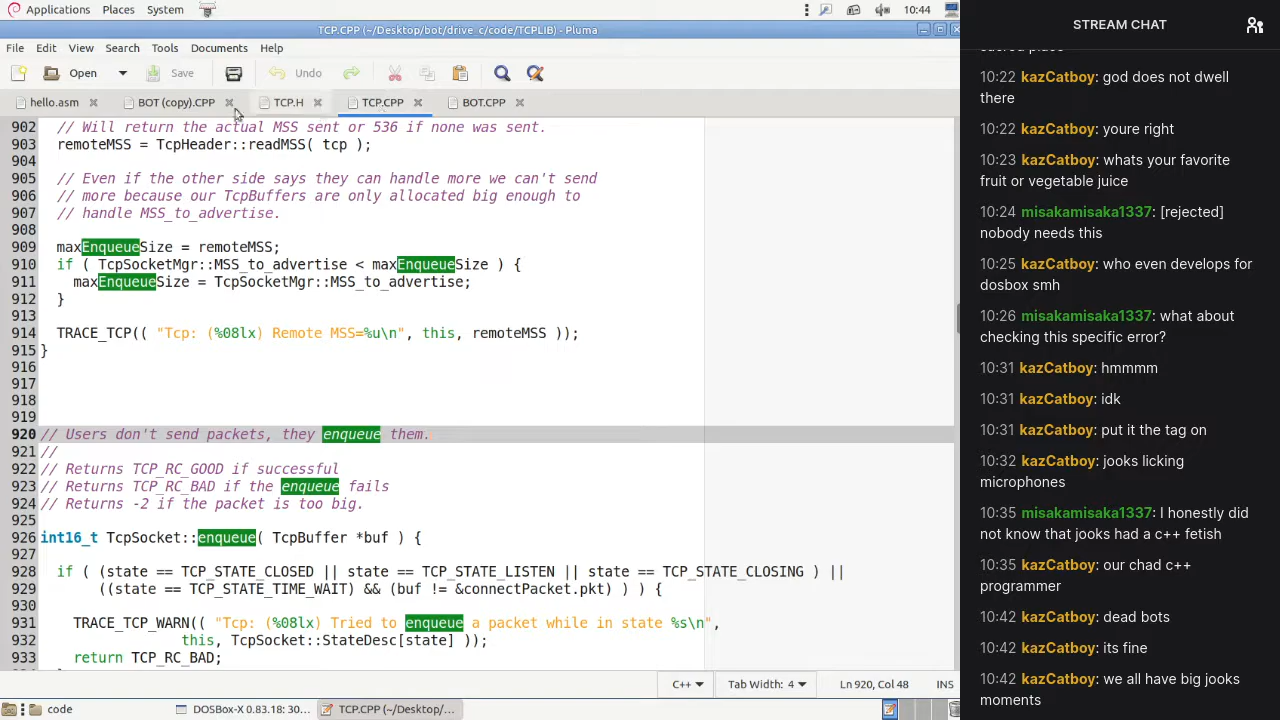 Applications Places System 10:44
TCP.CPP (~/Desktop/bot/drive_c/code/TCPLIB) - Pluma
File Edit View Search Tools Documents Help
Open Save Undo
hello.asm BOT (copy).CPP TCP.H TCP.CPP BOT.CPP
902 // Will return the actual MSS sent or 536 if none was sent.
903 remoteMSS = TcpHeader::readMSS( tcp );
904
905 // Even if the other side says they can handle more we can't send
906 // more because our TcpBuffers are only allocated big enough to
907 // handle MSS_to_advertise.
908
909 maxEnqueueSize = remoteMSS;
910 if ( TcpSocketMgr::MSS_to_advertise < maxEnqueueSize ) {
911 maxEnqueueSize = TcpSocketMgr::MSS_to_advertise;
912 }
913
914 TRACE_TCP(( "Tcp: (%08lx) Remote MSS=%u\n", this, remoteMSS ));
915 }
916
917
918
919
920 // Users don't send packets, they enqueue them.
921 //
922 // Returns TCP_RC_GOOD if successful
923 // Returns TCP_RC_BAD if the enqueue fails
924 // Returns -2 if the packet is too big.
925
926 int16_t TcpSocket::enqueue( TcpBuffer *buf ) {
927
928 if ( (state == TCP_STATE_CLOSED || state == TCP_STATE_LISTEN || state == TCP_STATE_CLOSING ) ||
929 ((state == TCP_STATE_TIME_WAIT) && (buf != &connectPacket.pkt) ) ) {
930
931 TRACE_TCP_WARN(( "Tcp: (%08lx) Tried to enqueue a packet while in state %s\n",
932 this, TcpSocket::StateDesc[state] ));
933 return TCP_RC_BAD;
C++ Tab Width: 4 Ln 920, Col 48 INS
code DOSBox-X 0.83.18: 30... TCP.CPP (~/Desktop/...
STREAM CHAT
sacred place
10:22 kazCatboy: god does not dwell
there
10:22 kazCatboy: youre right
10:23 kazCatboy: whats your favorite
fruit or vegetable juice
10:24 misakamisaka1337: [rejected]
nobody needs this
10:25 kazCatboy: who even develops for
dosbox smh
10:26 misakamisaka1337: what about
checking this specific error?
10:31 kazCatboy: hmmmm
10:31 kazCatboy: idk
10:31 kazCatboy: put it the tag on
10:32 kazCatboy: jooks licking
microphones
10:35 misakamisaka1337: I honestly did
not know that jooks had a c++ fetish
10:35 kazCatboy: our chad c++
programmer
10:42 kazCatboy: dead bots
10:42 kazCatboy: its fine
10:42 kazCatboy: we all have big jooks
moments